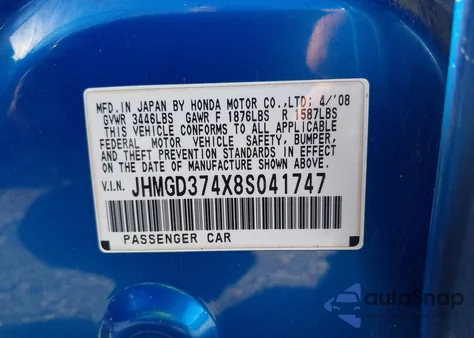 MFD. IN JAPAN BY HONDA MOTOR CO.,LTD; 4/'08
GVWR 3446LBS GAWR F 1876LBS R 1587LBS
THIS VEHICLE CONFORMS TO ALL APPLICABLE
FEDERAL MOTOR VEHICLE SAFETY, BUMPER,
AND THEFT PREVENTION STANDARDS IN EFFECT
ON THE DATE OF MANUFACTURE SHOWN ABOVE.
V.I.N. JHMGD374X8S041747
PASSENGER CAR
autoSnap